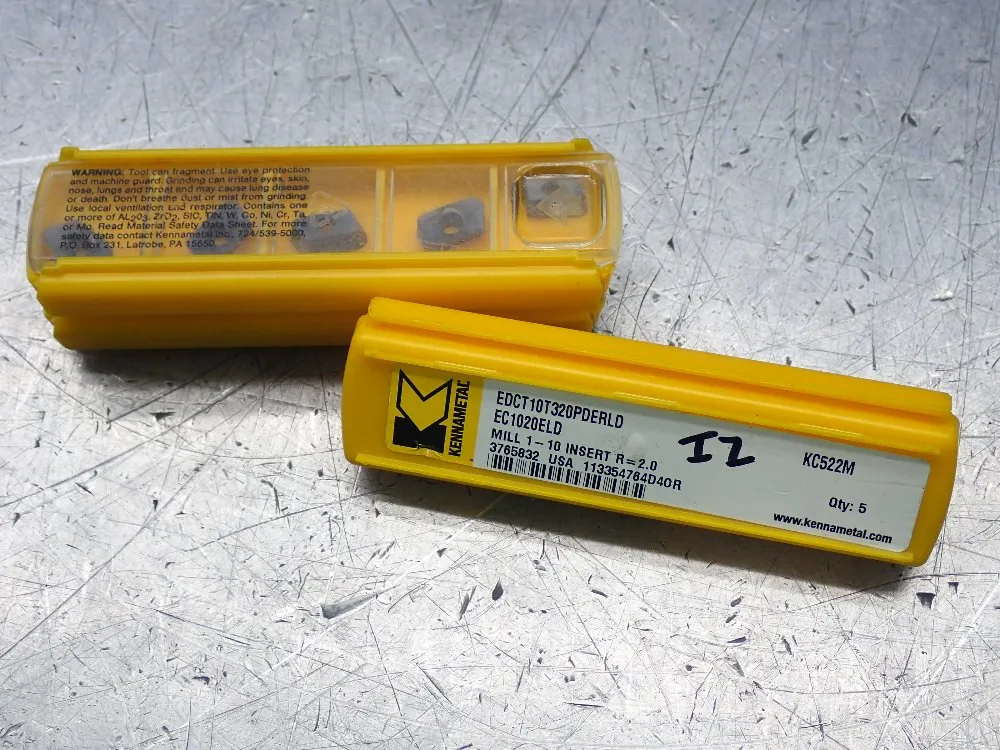 WARNING: Tool can fragment. Use eye protection
and machine guard. Grinding can irritate eyes, skin,
nose, lungs and throat and may cause lung disease
or death. Don't breathe dust or mist from grinding.
Use local ventilation and respirator. Contains one
or more of AL2O3, ZrO2, SIC, TIN, W, Co, Ni, Cr, Ta,
or Mo. Read Material Safety Data Sheet. For more
safety data contact Kennametal Inc., 724/539-5000,
P.O. Box 231, Latrobe, PA 15650.
KENNAMETAL
EDCT10T320PDERLD
EC1020ELD
MILL 1-10 INSERT R=2.0
3765832 USA 113354764D4OR
IZ
KC522M
Qty: 5
www.kennametal.com